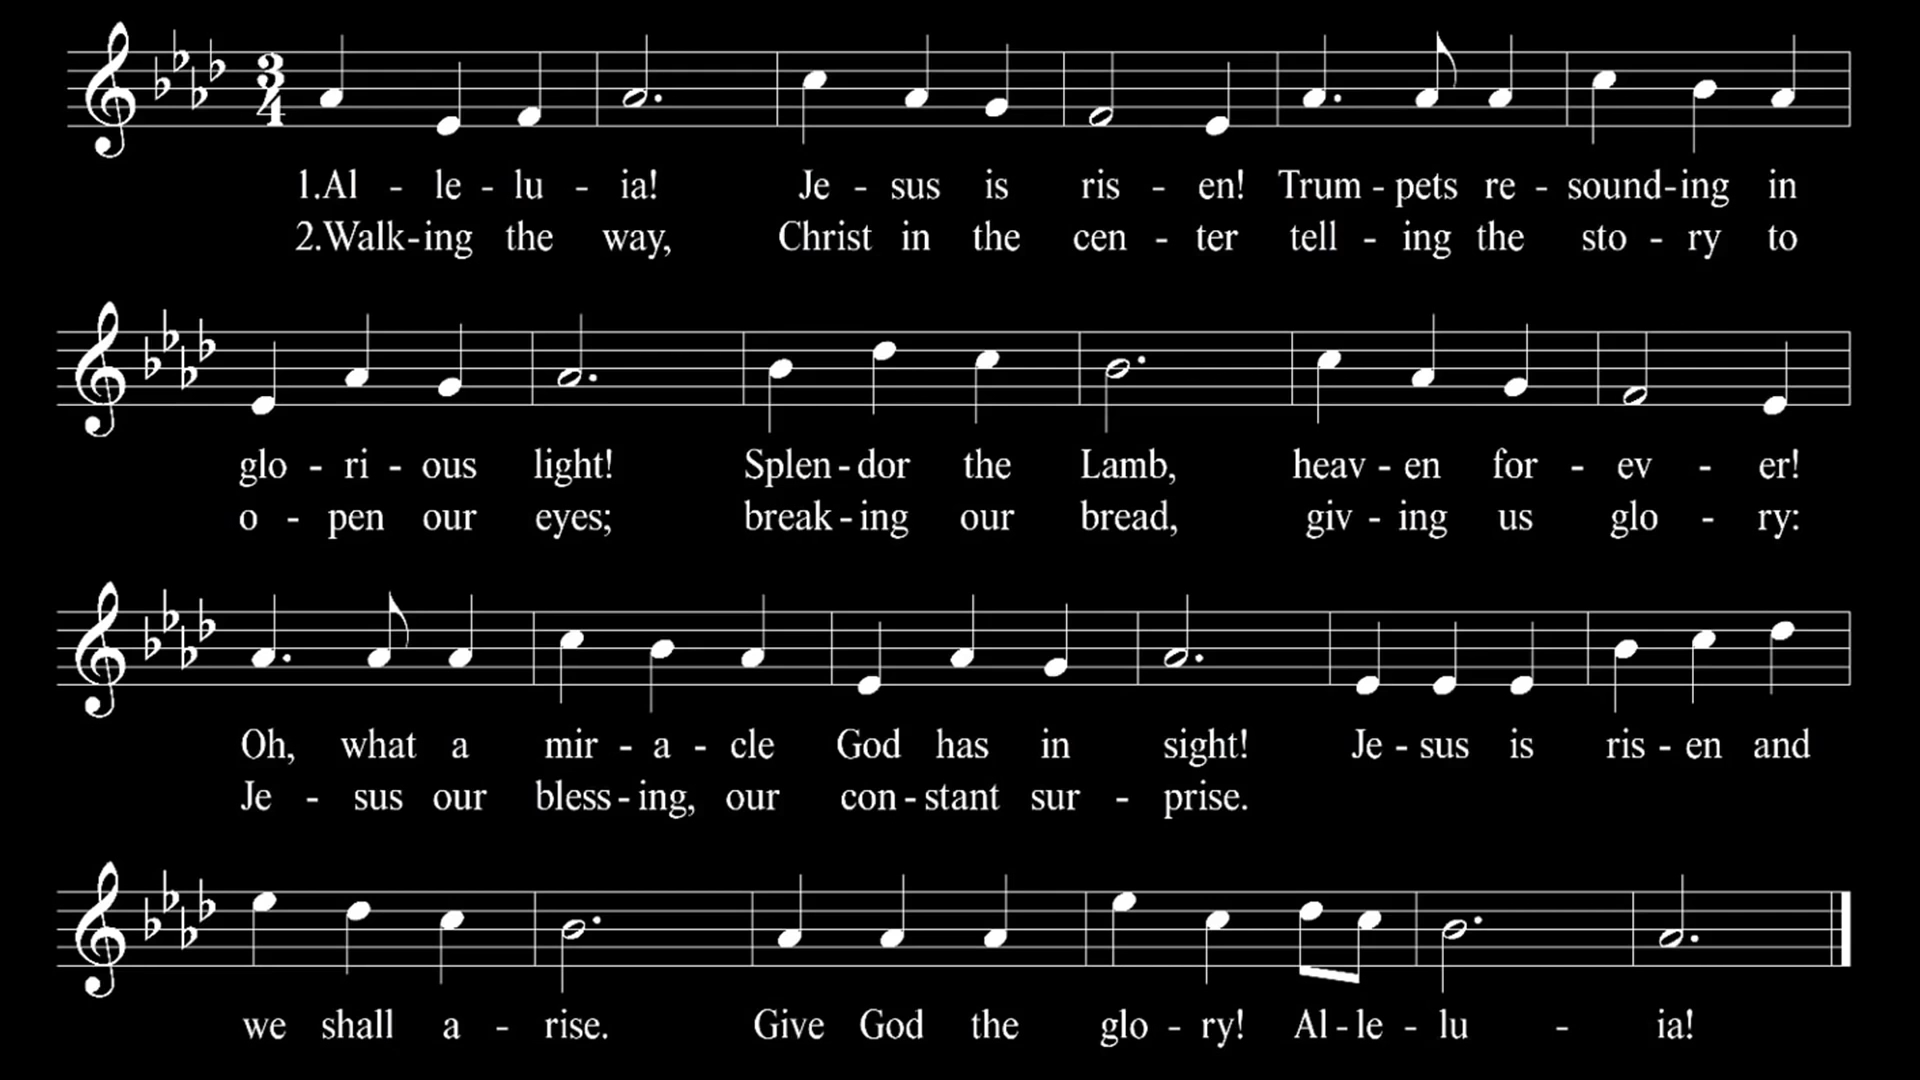 3
4
1.Al - le - lu - ia! Je - sus is ris - en! Trum - pets re - sound - ing in
2.Walk - ing the way, Christ in the cen - ter tell - ing the sto - ry to
glo - ri - ous light! Splen - dor the Lamb, heav - en for - ev - er!
o - pen our eyes; break - ing our bread, giv - ing us glo - ry:
Oh, what a mir - a - cle God has in sight! Je - sus is ris - en and
Je - sus our bless - ing, our con - stant sur - prise.
we shall a - rise. Give God the glo - ry! Al - le - lu - ia!